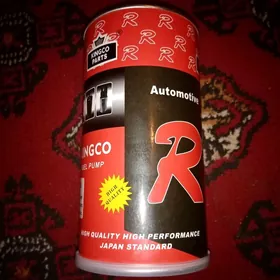 R R R R
KINGCO
PARTS
Automotive
INGCO
EL PUMP
HIGH
QUALITY
R
HIGH QUALITY HIGH PERFORMANCE
JAPAN STANDARD